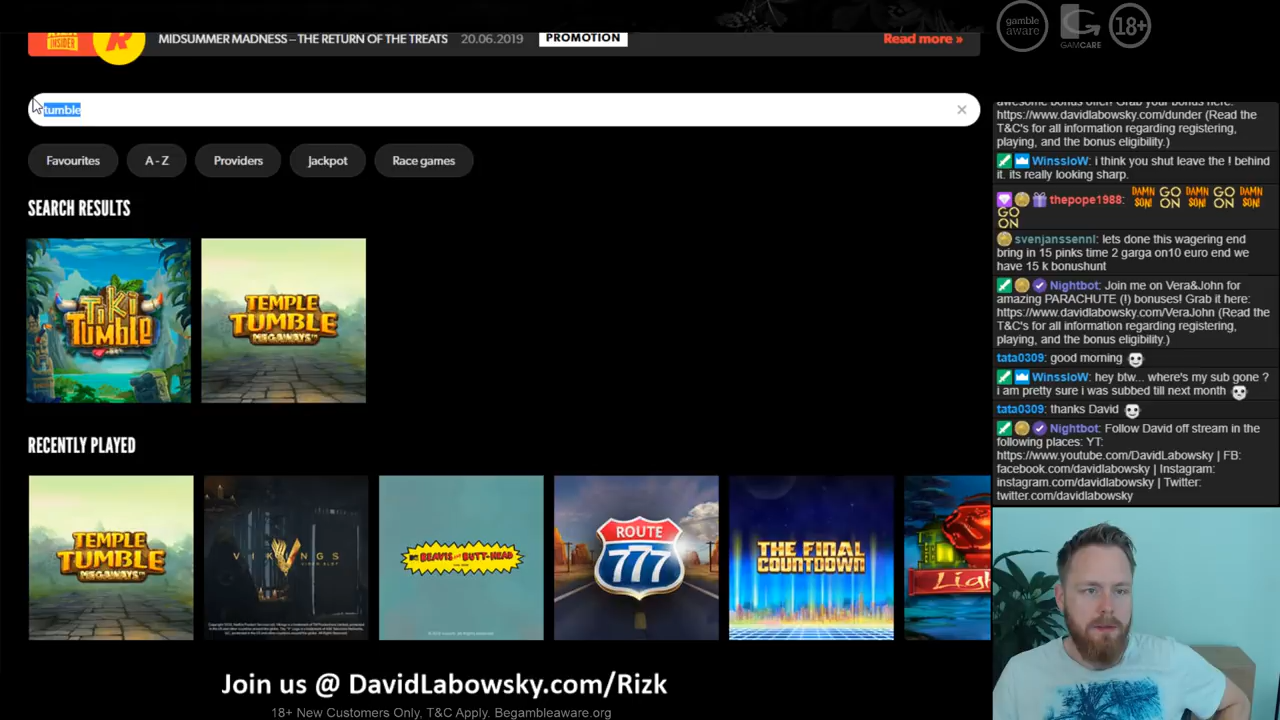 MIDSUMMER MADNESS – THE RETURN OF THE TREATS 20.06.2019 PROMOTION Read more »
tumble
Favourites A - Z Providers Jackpot Race games
SEARCH RESULTS
TiKi TUMBLE
TEMPLE TUMBLE MEGAWAYS™
RECENTLY PLAYED
TEMPLE TUMBLE MEGAWAYS™
VIKINGS
VIDEO SLOT
BEAVIS AND BUTT-HEAD
ROUTE 777
THE FINAL COUNTDOWN
Join us @ DavidLabowsky.com/Rizk
18+ New Customers Only, T&C Apply. Begambleaware.org
gamble aware
GAMCARE
18+
awesome bonus offer! Grab your bonus here:
https://www.davidlabowsky.com/dunder (Read the
T&C's for all information regarding registering,
playing, and the bonus eligibility.)
WinssloW: i think you shut leave the ! behind
it. its really looking sharp.
thepope1988: DAMN SON! GO ON DAMN SON! GO ON DAMN SON!
GO ON
svenjanssennl: lets done this wagering end
bring in 15 pinks time 2 garga on10 euro end we
have 15 k bonushunt
Nightbot: Join me on Vera&John for
amazing PARACHUTE (!) bonuses! Grab it here:
https://www.davidlabowsky.com/VeraJohn (Read the
T&C's for all information regarding registering,
playing, and the bonus eligibility.)
tata0309: good morning
WinssloW: hey btw... where's my sub gone ?
i am pretty sure i was subbed till next month
tata0309: thanks David
Nightbot: Follow David off stream in the
following places: YT:
https://www.youtube.com/DavidLabowsky | FB:
facebook.com/davidlabowsky | Instagram:
instagram.com/davidlabowsky | Twitter:
twitter.com/davidlabowsky